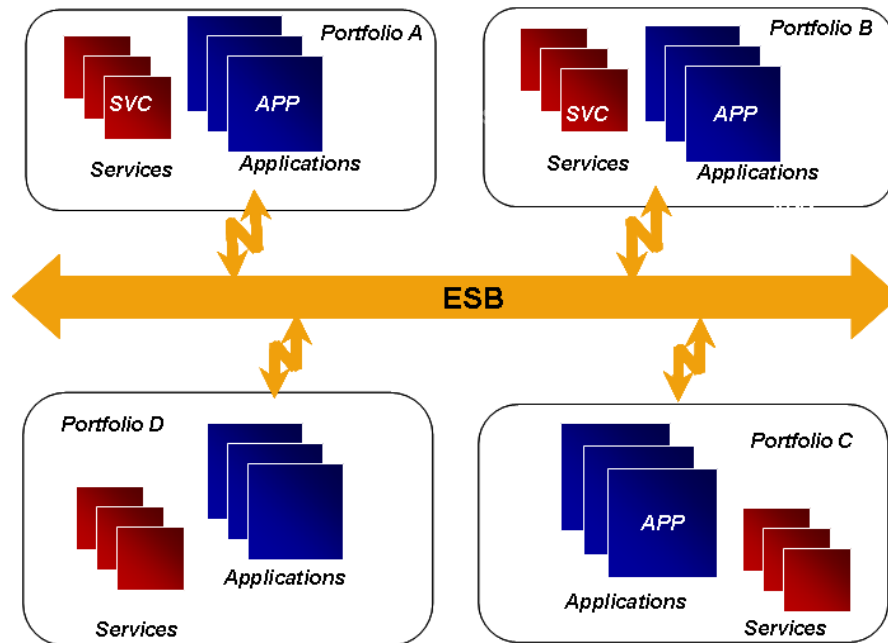 Portfolio A
SVC
APP
Services
Applications
Portfolio B
SVC
APP
Services
Applications
ESB
Portfolio D
Applications
Services
Portfolio C
APP
Applications
Services